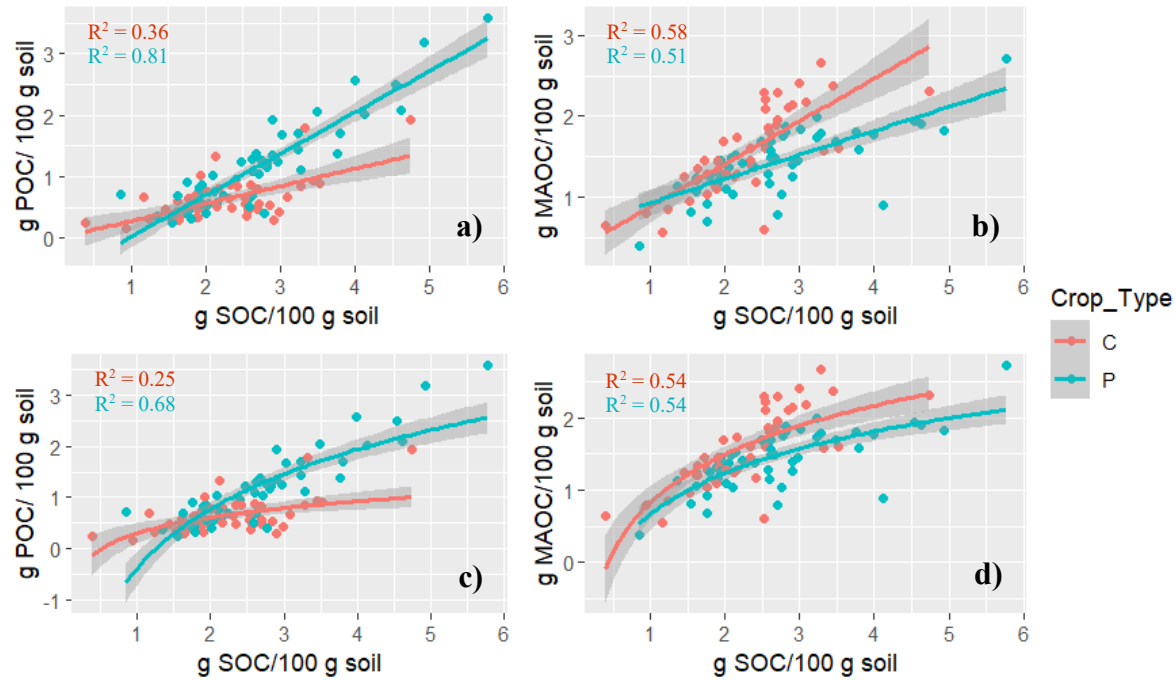 R² = 0.36
R² = 0.81
3
2
1
0
g POC/ 100 g soil
a)
1 2 3 4 5 6
g SOC/100 g soil
R² = 0.58
R² = 0.51
3
2
1
g MAOC/100 g soil
b)
1 2 3 4 5 6
g SOC/100 g soil
R² = 0.25
R² = 0.68
3
2
1
0
-1
g POC/ 100 g soil
c)
1 2 3 4 5 6
g SOC/100 g soil
R² = 0.54
R² = 0.54
2
1
0
g MAOC/100 g soil
d)
1 2 3 4 5 6
g SOC/100 g soil
Crop_Type
C
P